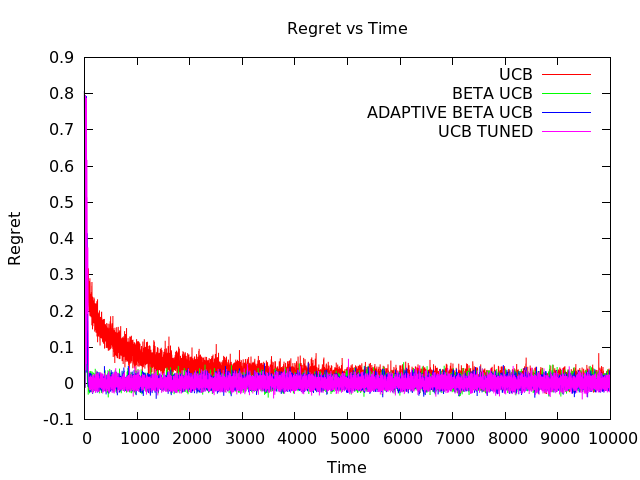 Regret vs Time
0.9
0.8
0.7
0.6
0.5
0.4
0.3
0.2
0.1
0
-0.1
Regret
UCB
BETA UCB
ADAPTIVE BETA UCB
UCB TUNED
0 1000 2000 3000 4000 5000 6000 7000 8000 9000 10000
Time